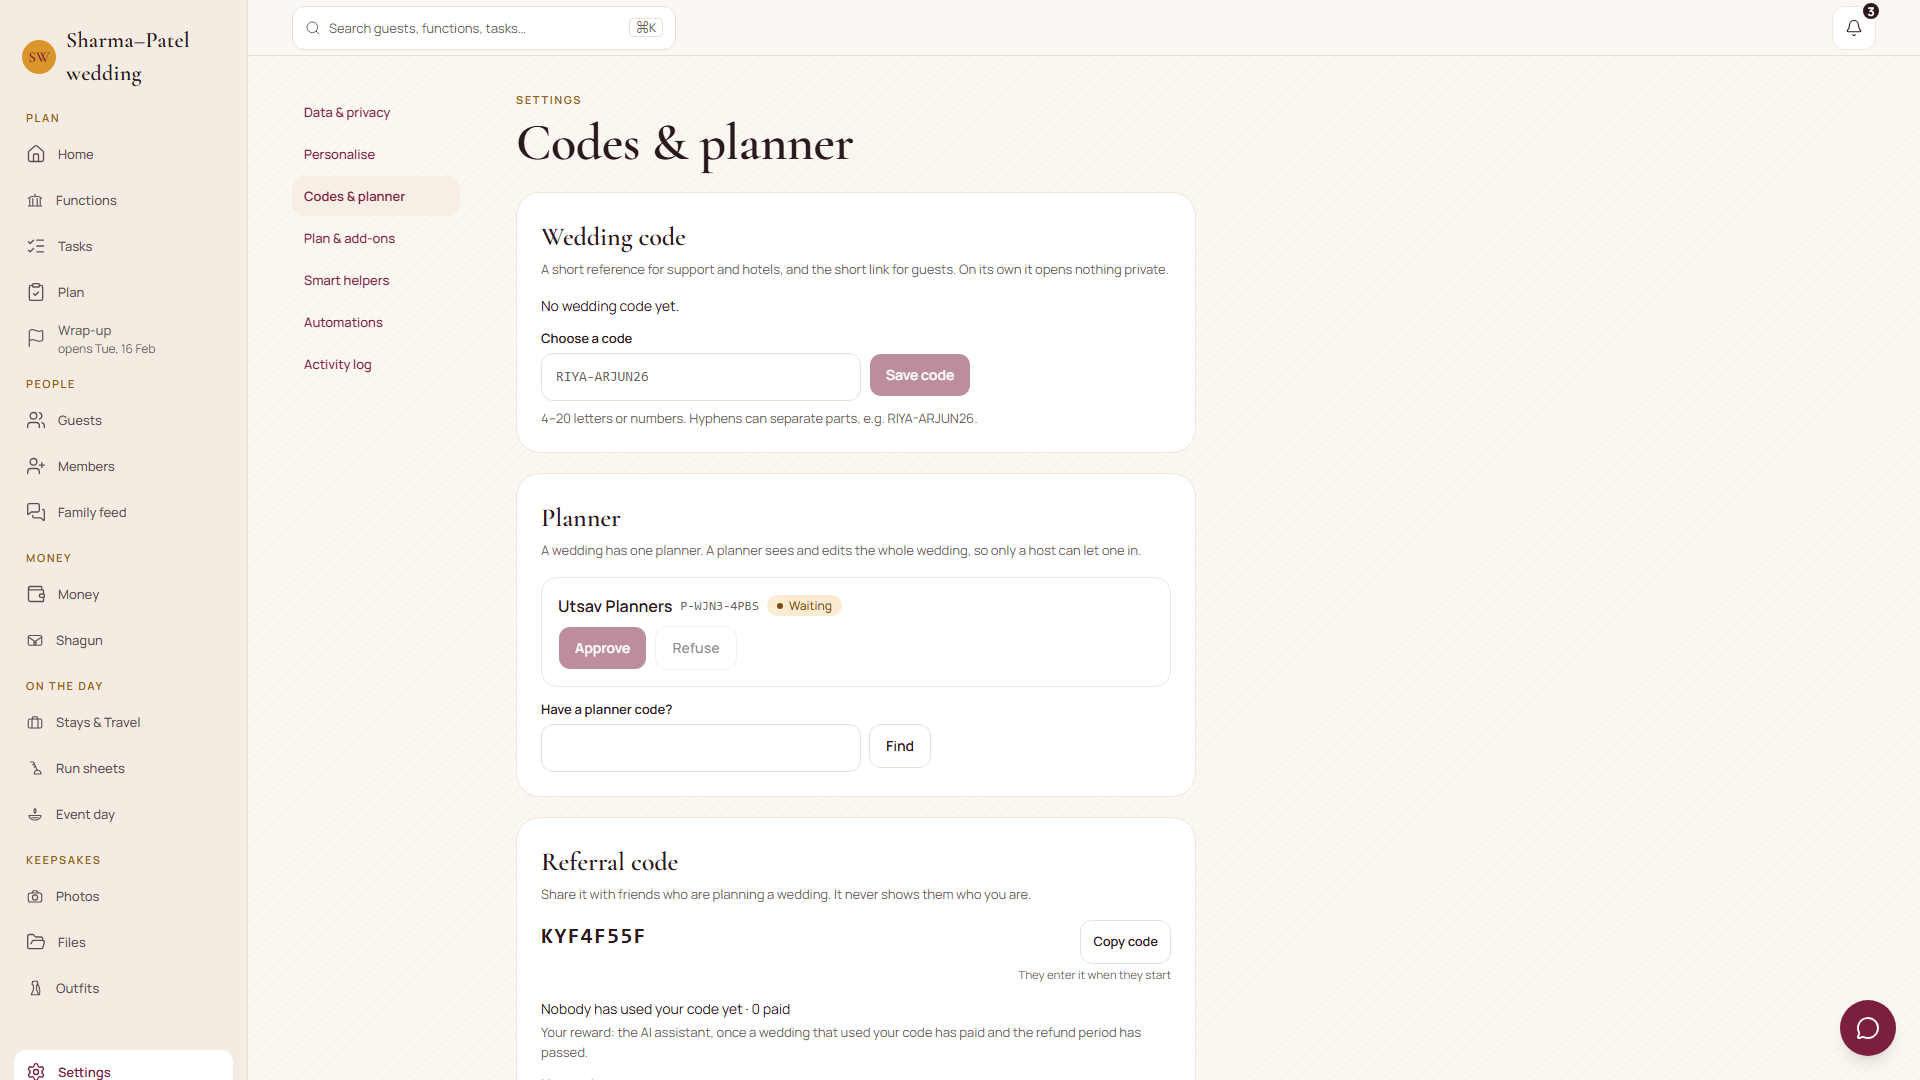 SW
Sharma–Patel
wedding
PLAN
Home
Functions
Tasks
Plan
Wrap-up
opens Tue, 16 Feb
PEOPLE
Guests
Members
Family feed
MONEY
Money
Shagun
ON THE DAY
Stays & Travel
Run sheets
Event day
KEEPSAKES
Photos
Files
Outfits
Settings
Search guests, functions, tasks...
⌘K
3
Data & privacy
Personalise
Codes & planner
Plan & add-ons
Smart helpers
Automations
Activity log
SETTINGS
Codes & planner
Wedding code
A short reference for support and hotels, and the short link for guests. On its own it opens nothing private.
No wedding code yet.
Choose a code
RIYA-ARJUN26
Save code
4–20 letters or numbers. Hyphens can separate parts, e.g. RIYA-ARJUN26.
Planner
A wedding has one planner. A planner sees and edits the whole wedding, so only a host can let one in.
Utsav Planners P-WJN3-4PBS Waiting
Approve Refuse
Have a planner code?
Find
Referral code
Share it with friends who are planning a wedding. It never shows them who you are.
KYF4F55F
Copy code
They enter it when they start
Nobody has used your code yet · 0 paid
Your reward: the AI assistant, once a wedding that used your code has paid and the refund period has
passed.